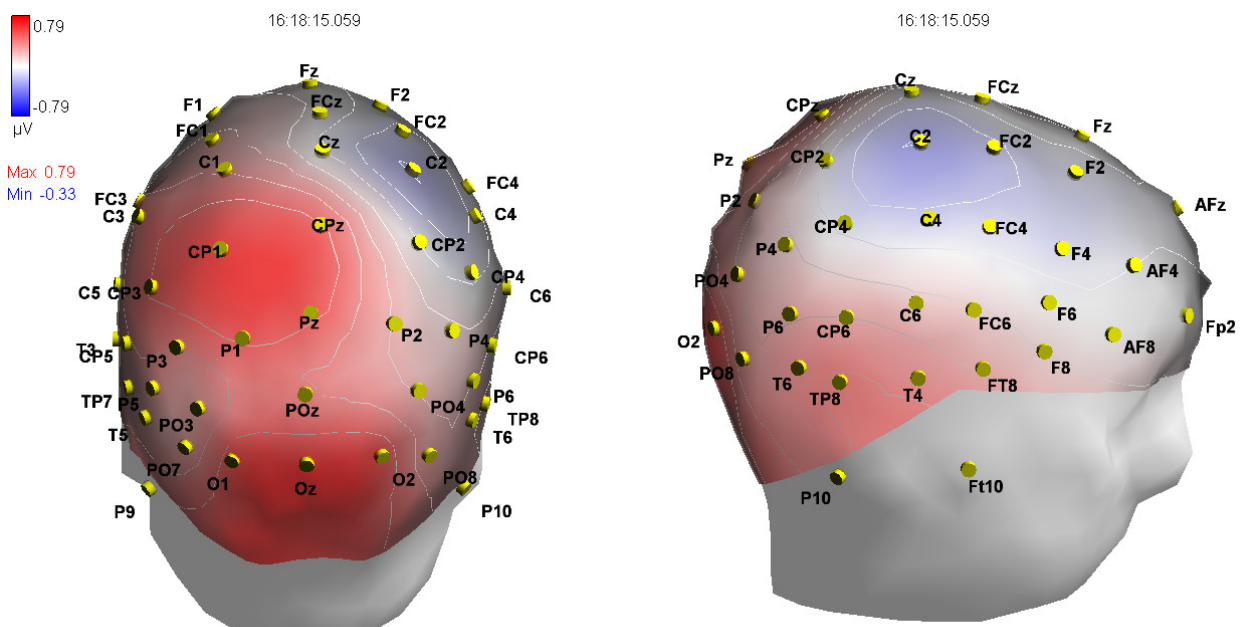 0.79
-0.79
µV
Max 0.79
Min -0.33
16:18:15.059
Fz
F1
F2
FCz
FC1
FC2
Cz
C1
C2
FC3
FC4
C3
C4
CPz
CP1
CP2
CP4
C5
CP3
C6
Pz
P2
P4
T3
P3
P1
CP6
CP5
TP7
P5
PO3
POz
PO4
P6
TP8
T5
T6
PO7
O1
Oz
O2
PO8
P9
P10
16:18:15.059
Cz
FCz
CPz
Fz
C2
FC2
Pz
CP2
F2
P2
AFz
CP4
C4
FC4
P4
F4
AF4
PO4
C6
P6
CP6
FC6
F6
Fp2
O2
AF8
PO8
F8
T6
TP8
T4
FT8
P10
Ft10